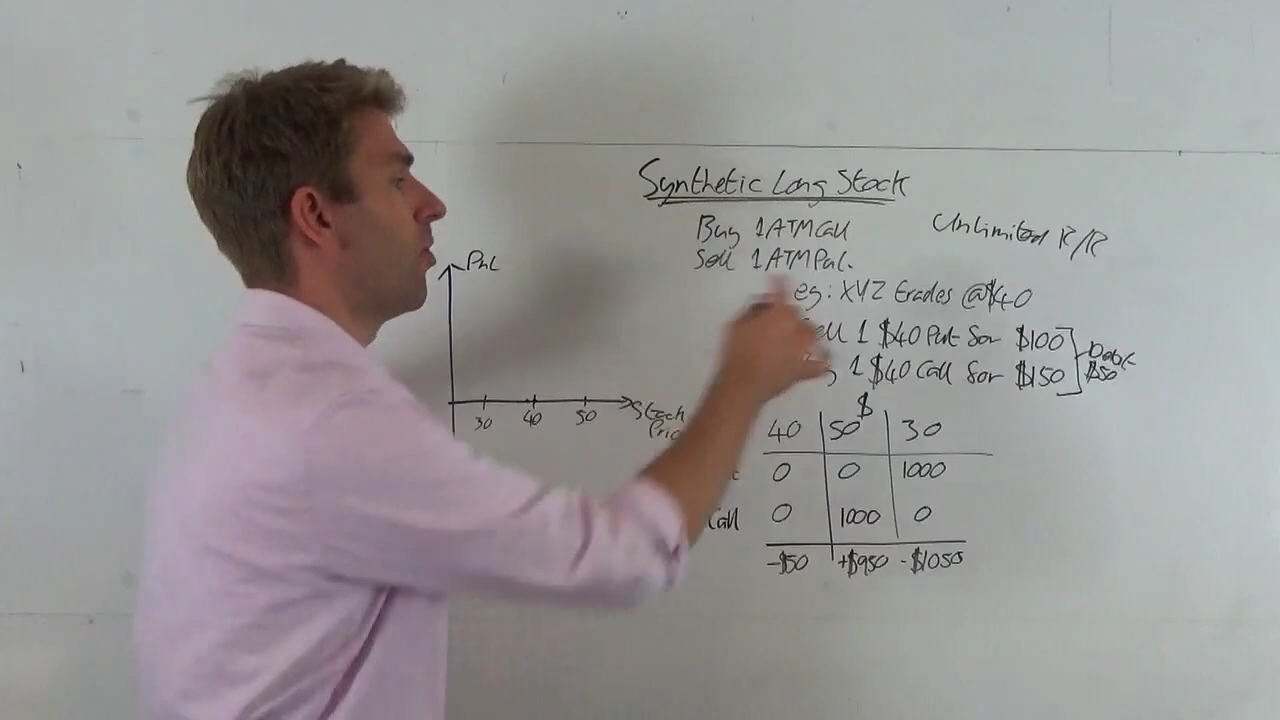 Synthetic Long Stock
Buy 1 ATM Call
Unlimited R/R
Sell 1 ATM Put.
eg: XYZ trades @ $40
1 $40 Put for $100
1 $40 Call for $150
Debit
$50
PnL
30 40 50
Stock
$
40 50 30
0 0 1000
Call 0 1000 0
-$50 +$950 -$1050